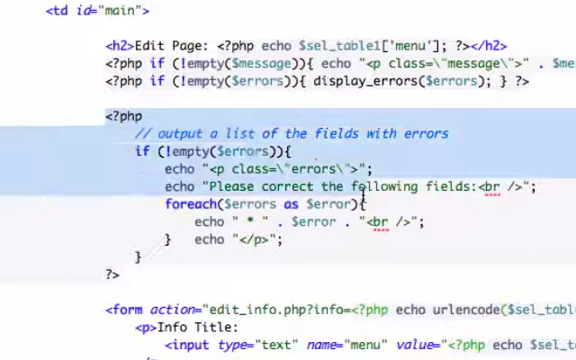 <td id="main">
<h2>Edit Page: <?php echo $sel_table1['menu']; ?></h2>
<?php if (!empty($message)){ echo "<p class=\"message\">" . $me
<?php if (!empty($errors)){ display_errors($errors); } ?>
<?php
// output a list of the fields with errors
if (!empty($errors)){
echo "<p class=\"errors\">";
echo "Please correct the following fields:<br />";
foreach($errors as $error){
echo " * " . $error . "<br />";
} echo "</p>";
}
?>
<form action="edit_info.php?info=<?php echo urlencode($sel_tabl
<p>Info Title:
<input type="text" name="menu" value="<?php echo $sel_t